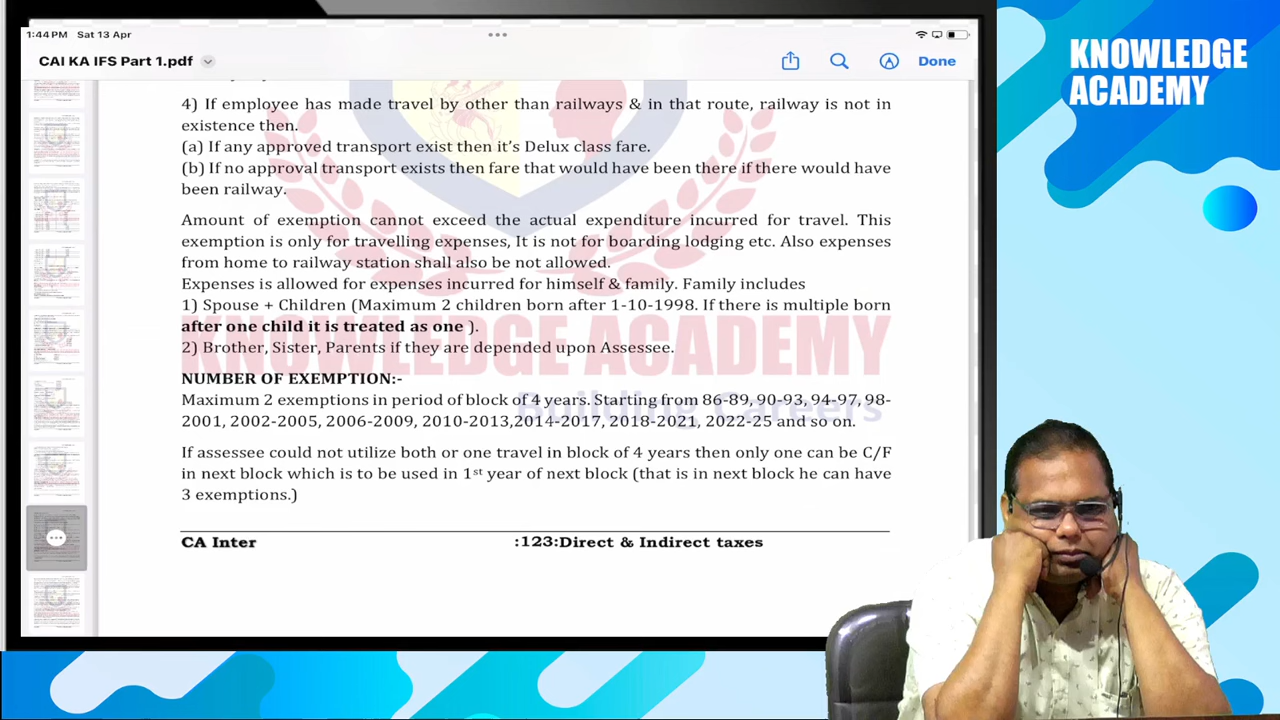 1:44 PM Sat 13 Apr
CAI KA IFS Part 1.pdf
Done
KNOWLEDGE
ACADEMY
4) If employee has made travel by other than railways & in that route, railway is not in
existence then.
(a) If any approval transport exist then it's Delux class fare.
(b) If no approval transport exists then fare that would have been there if there would have
been railway.
Amount of exemption cannot exceed the actual expenditure incurred for travel. This
exemption is only for travelling expenses it is not for boarding lodging etc. Also expenses
from home to railway station shall also be not allowed.
Expenses is allowed for expenses incurred for himself & family. Family includes
1) Spouse + Children (Maximum 2 children born after 1-10-1998. If there is multiple born
after one child it is treated as one)
2) Brother, Sister, Parent if they are depended upon Assessee.
NUMBER OF EXEMPTION:
Maximum 2 exemptions in period of block of 4 years. Starting from 86-89, 90-93, 94-97, 98-
2001, 2002-2005, 2006-2009, 2010-2013, 2014-2017, 2018-2021, 2022-25 and so on.
If assessee could not utilise both or one travel in block of 4 year then only one can be C/F
in next block which is to be used in first year of next block. (thus in next block he can have
3 exemptions.)
CA Inter :123: Direct & Indirect taxes